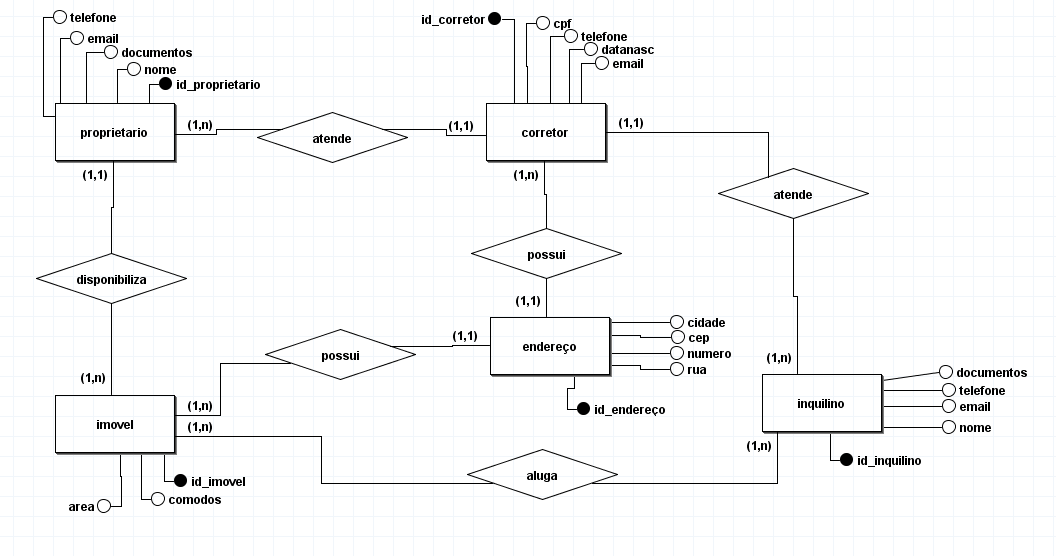 telefone
email
documentos
nome
id_proprietario
id_corretor
cpf
telefone
datanasc
email
proprietario
(1,n)
atende
(1,1)
corretor
(1,1)
(1,1)
(1,n)
atende
disponibiliza
possui
(1,1)
possui
(1,1)
endereço
cidade
cep
numero
rua
(1,n)
(1,n)
id_endereço
(1,n)
inquilino
documentos
telefone
email
nome
imovel
(1,n)
(1,n)
id_inquilino
aluga
id_imovel
comodos
area